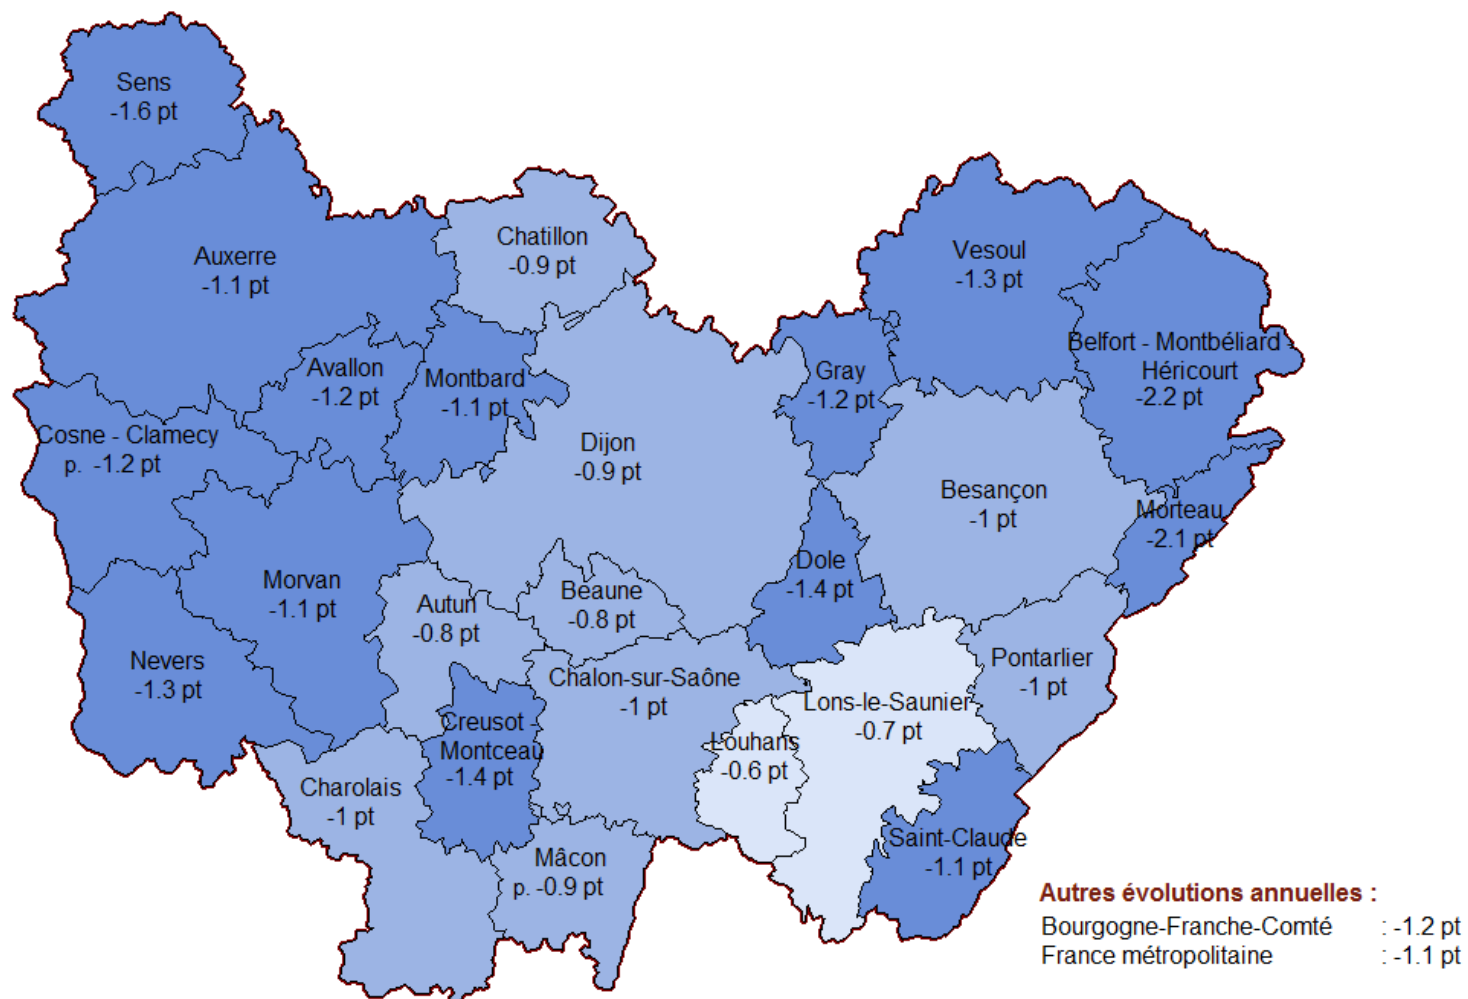 Sens
-1.6 pt
Auxerre
-1.1 pt
Chatillon
-0.9 pt
Vesoul
-1.3 pt
Belfort - Montbéliard -
Héricourt
-2.2 pt
Avallon
-1.2 pt
Montbard
-1.1 pt
Gray
-1.2 pt
Cosne - Clamecy
p. -1.2 pt
Dijon
-0.9 pt
Besançon
-1 pt
Morteau
-2.1 pt
Morvan
-1.1 pt
Autun
-0.8 pt
Beaune
-0.8 pt
Dole
-1.4 pt
Nevers
-1.3 pt
Chalon-sur-Saône
-1 pt
Pontarlier
-1 pt
Lons-le-Saunier
-0.7 pt
Louhans
-0.6 pt
Creusot -
Montceau
-1.4 pt
Charolais
-1 pt
Mâcon
p. -0.9 pt
Saint-Claude
-1.1 pt
Autres évolutions annuelles :
Bourgogne-Franche-Comté : -1.2 pt
France métropolitaine : -1.1 pt